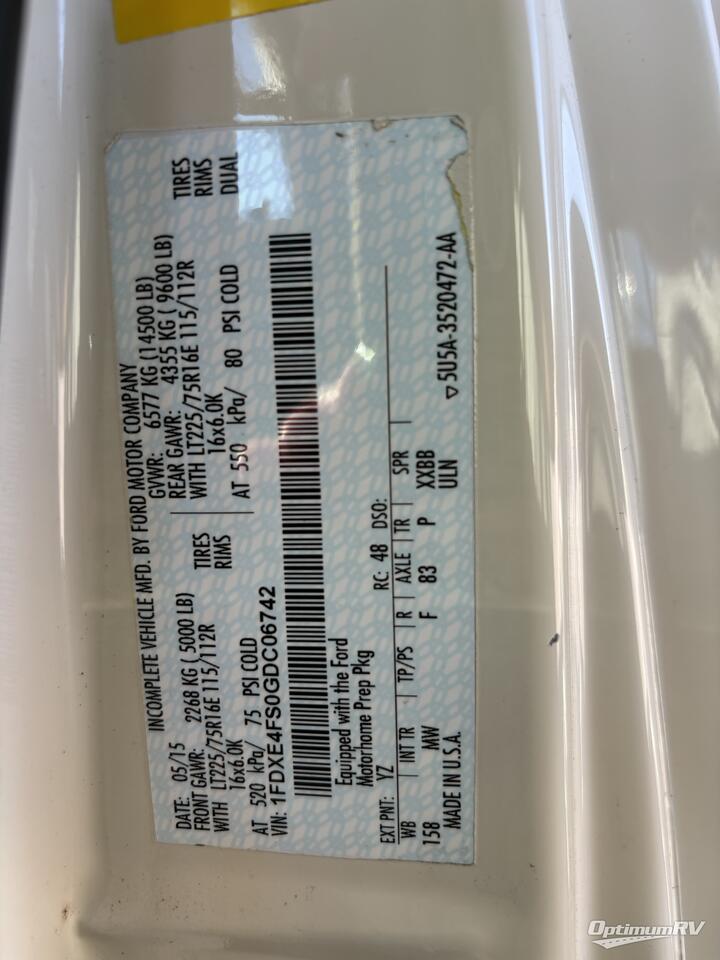 INCOMPLETE VEHICLE MFD. BY FORD MOTOR COMPANY
DATE: 05/15 GVWR: 6577 KG (14500 LB)
FRONT GAWR: 2268 KG ( 5000 LB) REAR GAWR: 4355 KG ( 9600 LB)
WITH LT225/75R16E 115/112R TIRES WITH LT225/75R16E 115/112R TIRES
16x6.0K RIMS 16x6.0K RIMS
AT 520 kPa/ 75 PSI COLD AT 550 kPa/ 80 PSI COLD DUAL
VIN: 1FDXE4FS0GDC06742
Equipped with the Ford
Motorhome Prep Pkg
EXT PNT: YZ RC: 48 DSO:
WB INT TR TP/PS R AXLE TR SPR
158 MW F 83 P XXBB
ULN
MADE IN U.S.A. ▽5U5A-3520472-AA
OptimumRV